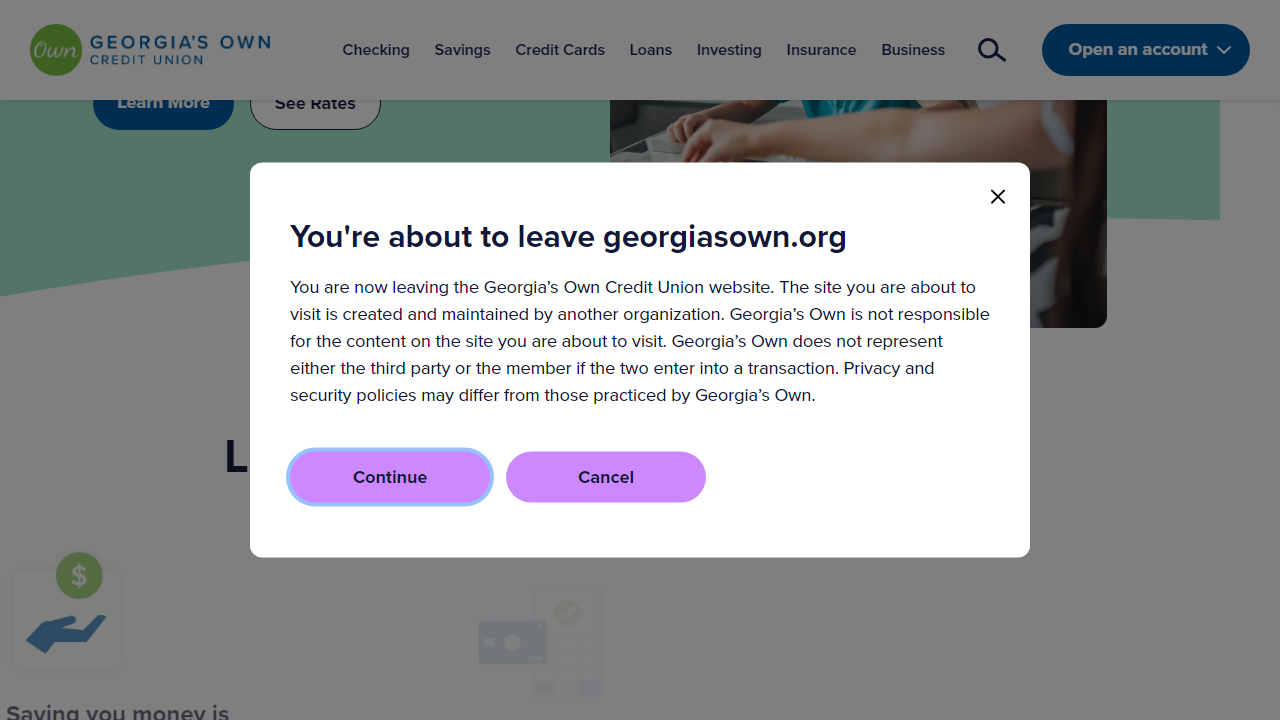 Own GEORGIA'S OWN
CREDIT UNION
Checking Savings Credit Cards Loans Investing Insurance Business
Open an account
Learn More See Rates
You're about to leave georgiasown.org
You are now leaving the Georgia’s Own Credit Union website. The site you are about to
visit is created and maintained by another organization. Georgia’s Own is not responsible
for the content on the site you are about to visit. Georgia’s Own does not represent
either the third party or the member if the two enter into a transaction. Privacy and
security policies may differ from those practiced by Georgia’s Own.
L
Continue Cancel
$
Saving you money is